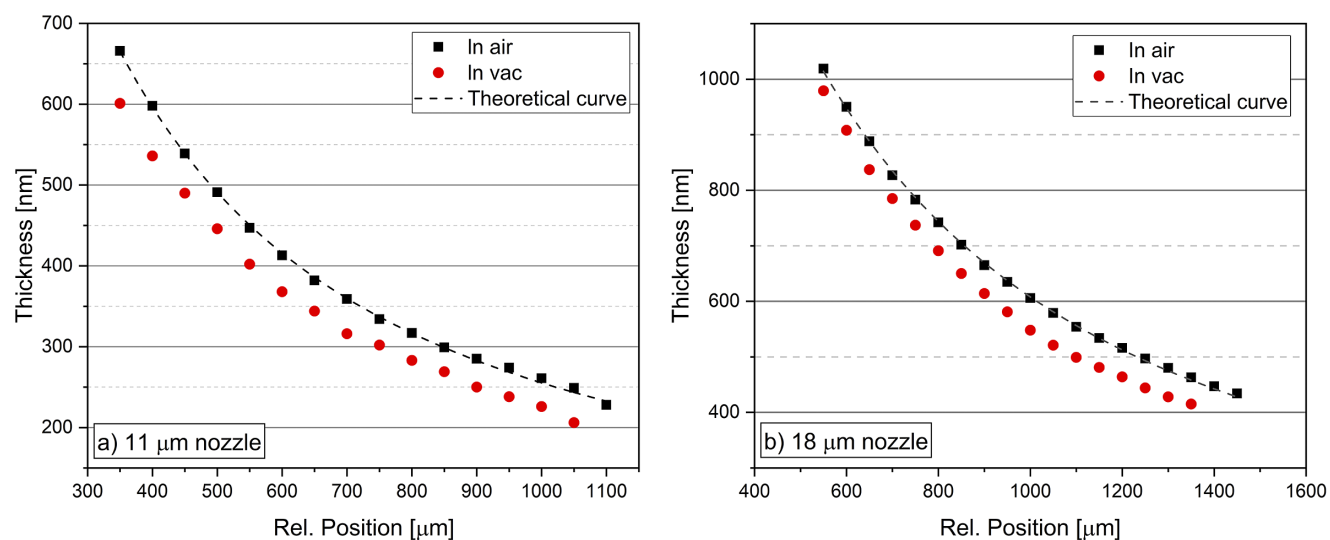 700
600
500
400
300
200
Thickness [nm]
In air
In vac
Theoretical curve
a) 11 μm nozzle
300 400 500 600 700 800 900 1000 1100
Rel. Position [μm]
1000
800
600
400
Thickness [nm]
In air
In vac
Theoretical curve
b) 18 μm nozzle
400 600 800 1000 1200 1400 1600
Rel. Position [μm]